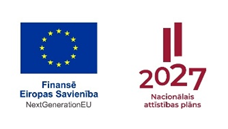 Finansē
Eiropas Savienība
NextGenerationEU
2027
Nacionālais
attīstības plāns